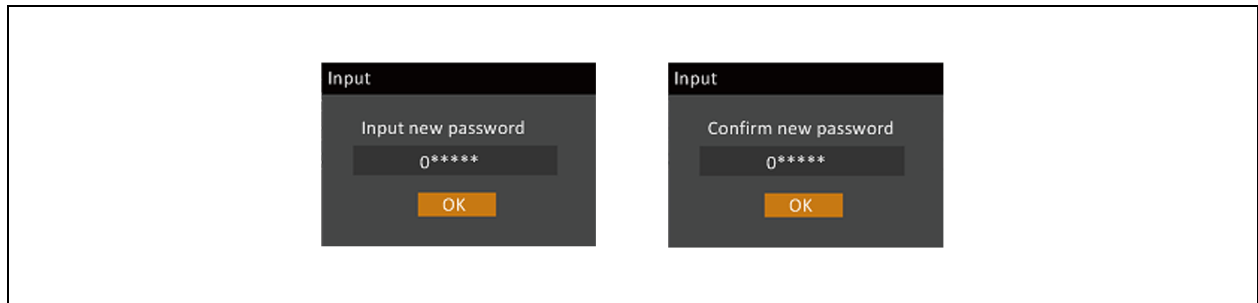 Input
Input new password
0*****
OK
Input
Confirm new password
0*****
OK